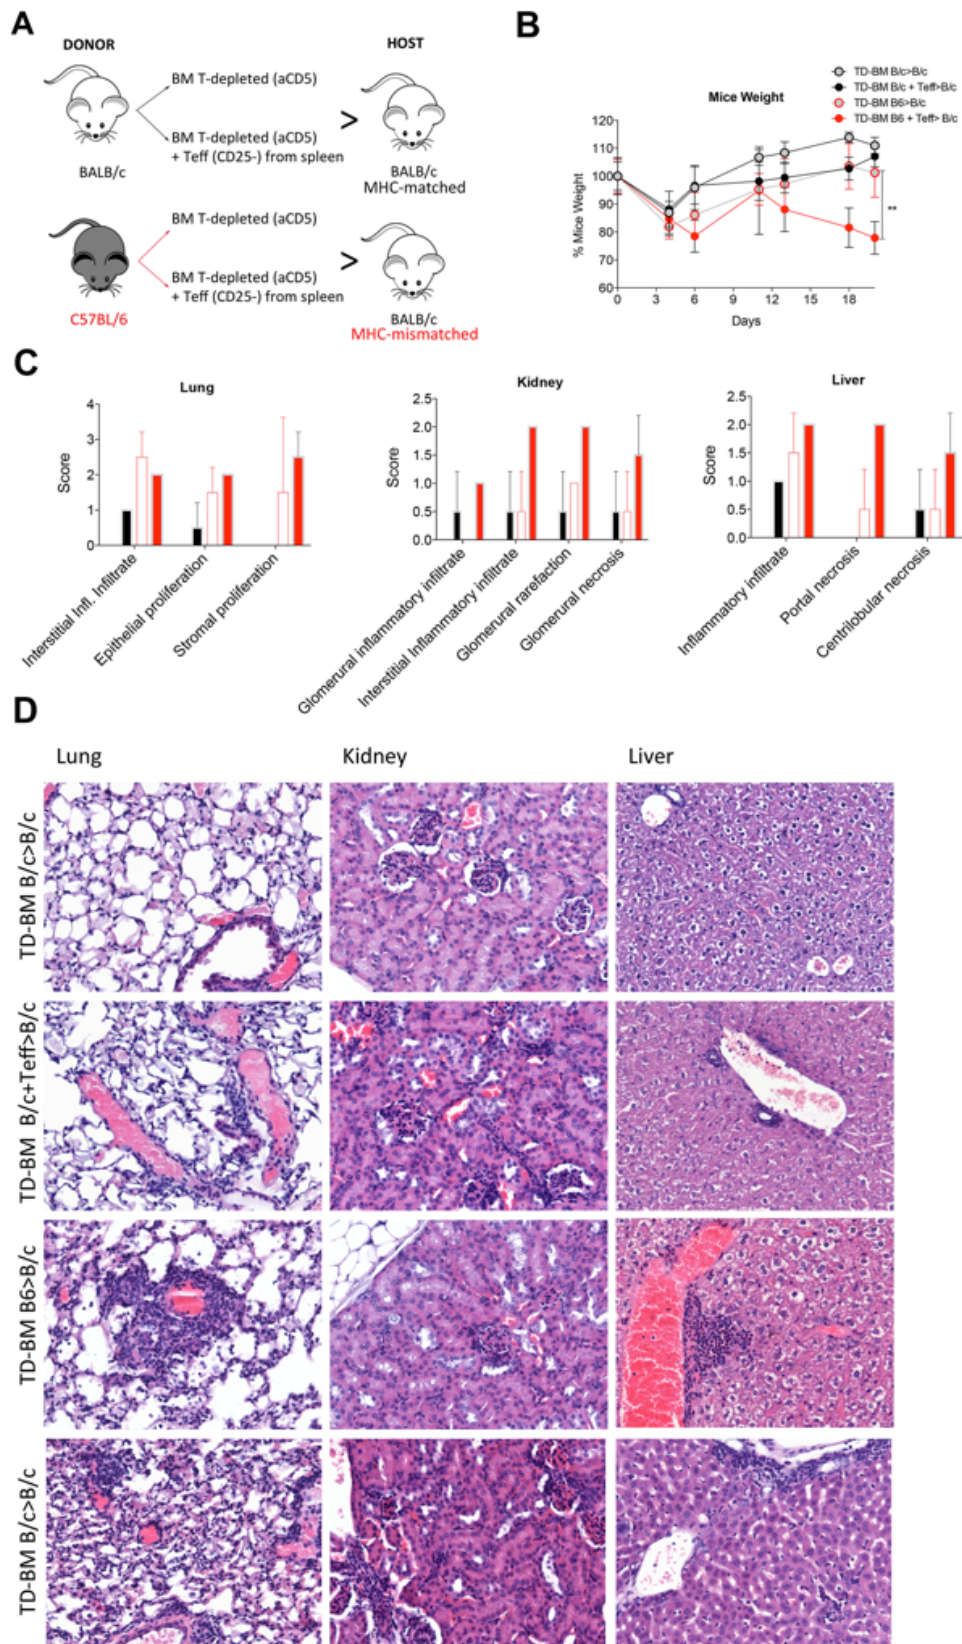 A
DONOR
HOST
BM T-depleted (aCD5)
BM T-depleted (aCD5)
+ Teff (CD25-) from spleen
>
BALB/c
BALB/c
MHC-matched
BM T-depleted (aCD5)
BM T-depleted (aCD5)
+ Teff (CD25-) from spleen
>
C57BL/6
BALB/c
MHC-mismatched
B
TD-BM B/c>B/c
TD-BM B/c + Teff>B/c
TD-BM B6>B/c
TD-BM B6 + Teff> B/c
Mice Weight
% Mice Weight
120
110
100
90
80
70
60
0
3
6
9
11
13
18
**
Days
C
Lung
Score
4
3
2
1
0
Interstitial Infl. Infiltrate
Epithelial proliferation
Stromal proliferation
Kidney
Score
2.5
2.0
1.5
1.0
0.5
0.0
Glomerural inflammatory infiltrate
Interstitial Inflammatory infiltrate
Glomerural rarefaction
Glomerural necrosis
Liver
Score
2.5
2.0
1.5
1.0
0.5
0.0
Inflammatory infiltrate
Portal necrosis
Centrilobular necrosis
D
Lung
Kidney
Liver
TD-BM B/c>B/c
TD-BM B/c+Teff>B/c
TD-BM B6>B/c
TD-BM B/c>B/c